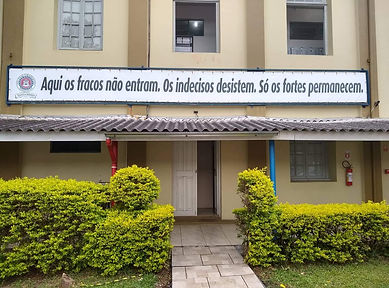 Aqui os fracos não entram. Os indecisos desistem. Só os fortes permanecem.